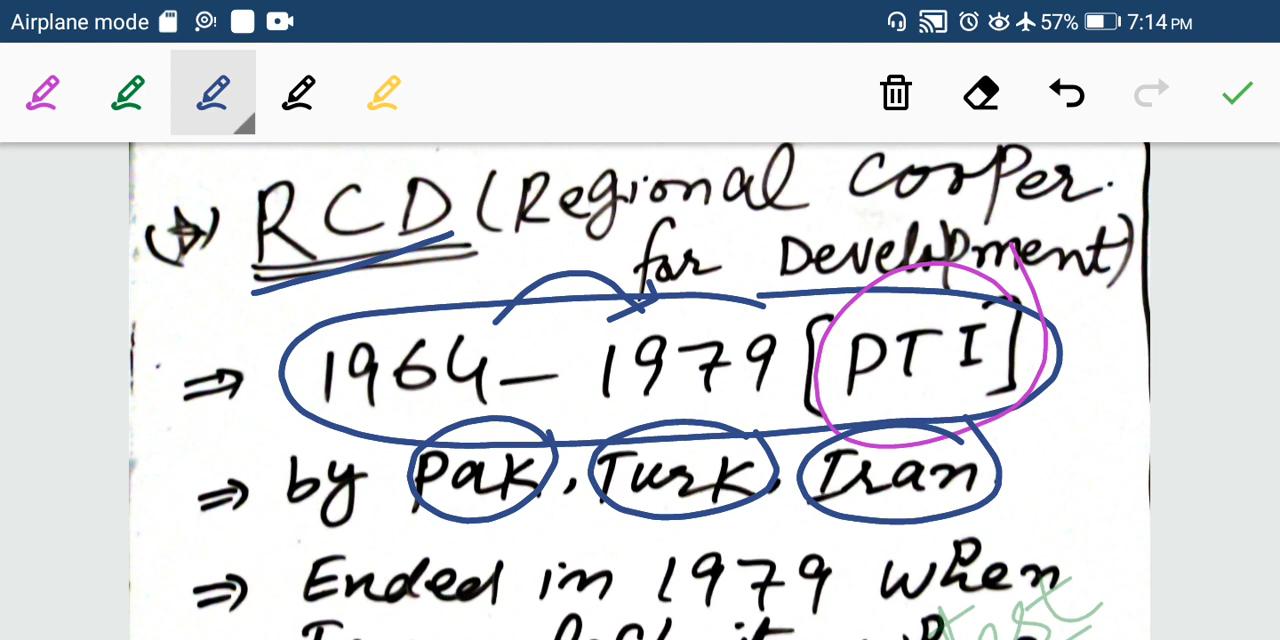 Airplane mode 57% 7:14 PM
RCD (Regional Cooper.
for Development)
⇒ 1964 – 1979 [PTI]
⇒ by Pak, Turk, Iran
⇒ Ended in 1979 when